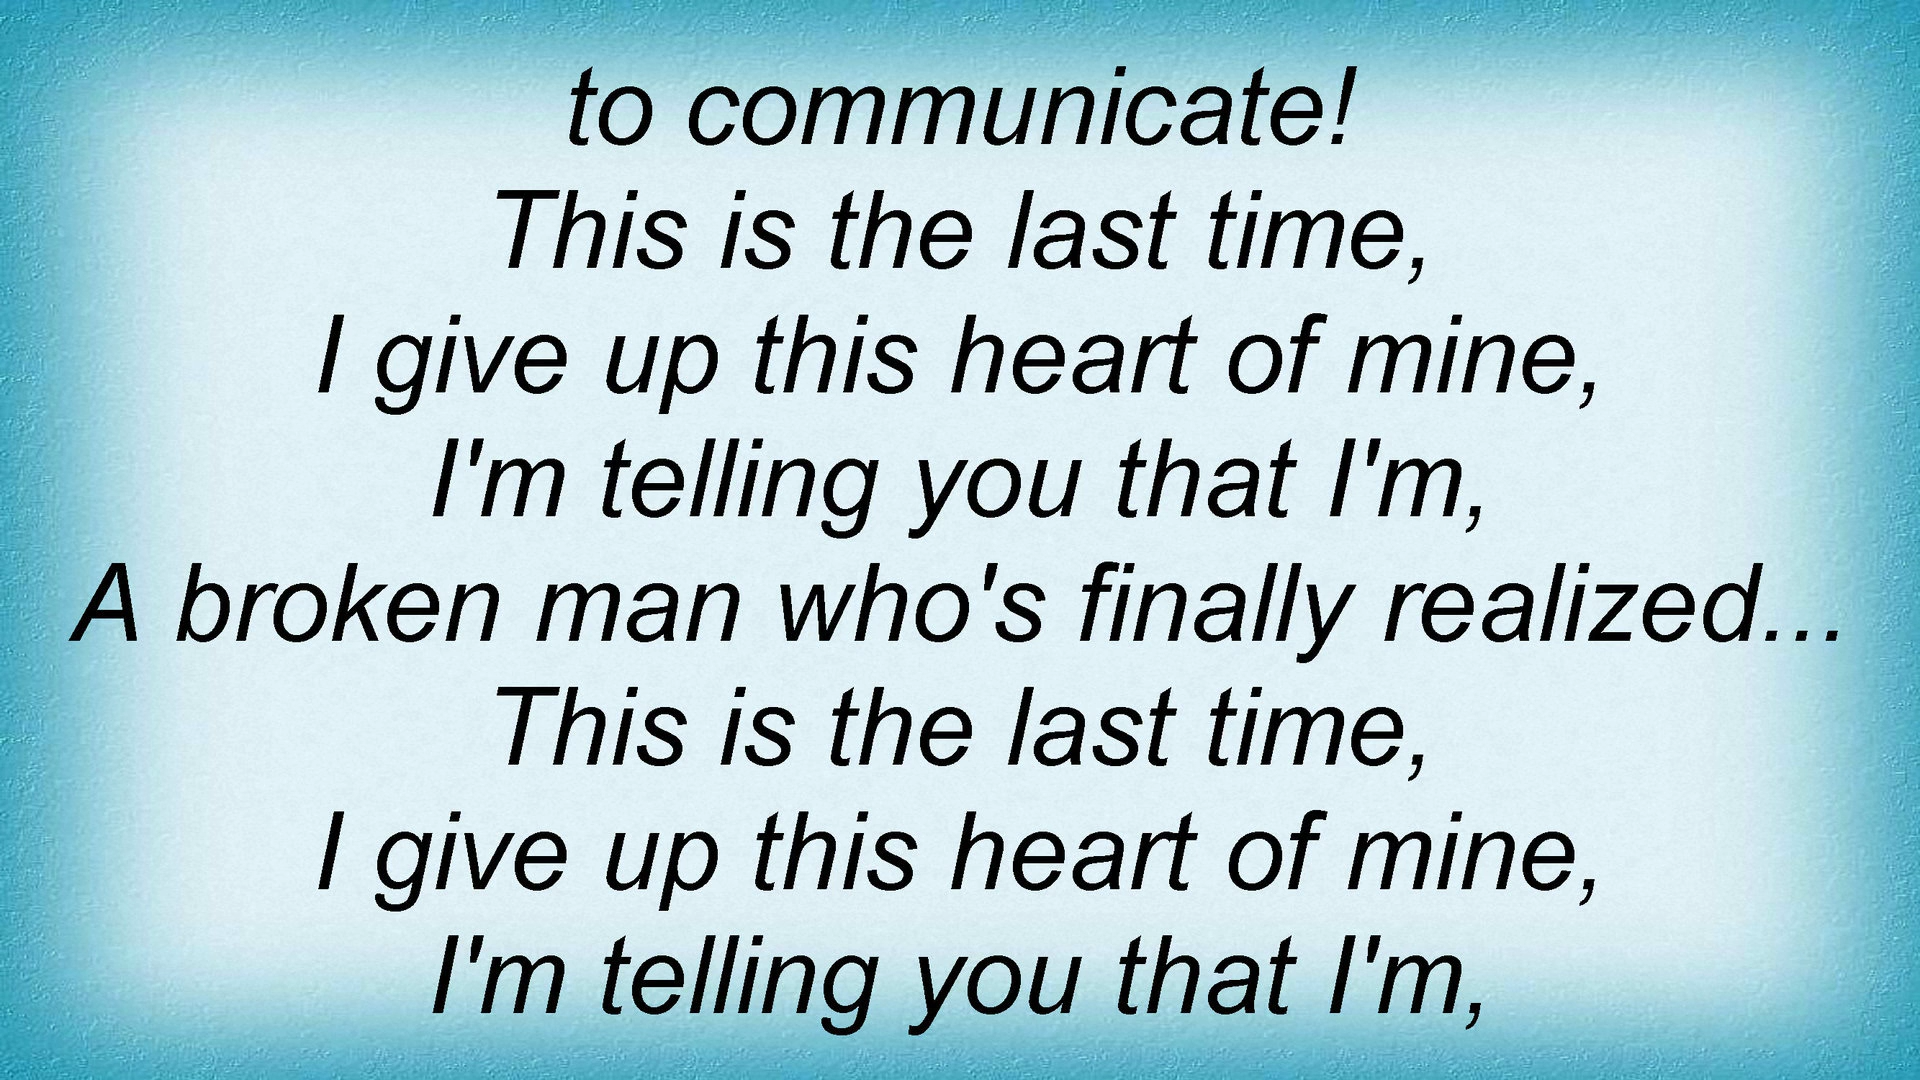 to communicate!
This is the last time,
I give up this heart of mine,
I'm telling you that I'm,
A broken man who's finally realized...
This is the last time,
I give up this heart of mine,
I'm telling you that I'm,